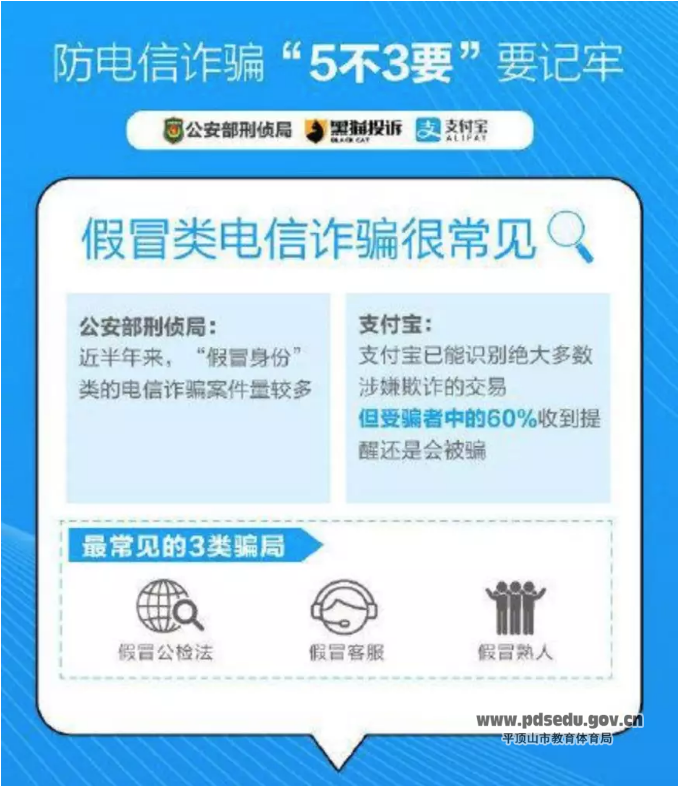 防电信诈骗“5不3要”要记牢
公安部刑侦局 黑猫投诉 BLACK CAT 支付宝 ALIPAY
假冒类电信诈骗很常见
公安部刑侦局：
近半年来，“假冒身份”
类的电信诈骗案件量较多
支付宝：
支付宝已能识别绝大多数
涉嫌欺诈的交易
但受骗者中的60%收到提
醒还是会被骗
最常见的3类骗局
假冒公检法 假冒客服 假冒熟人
www.pdsedu.gov.cn
平顶山市教育体育局